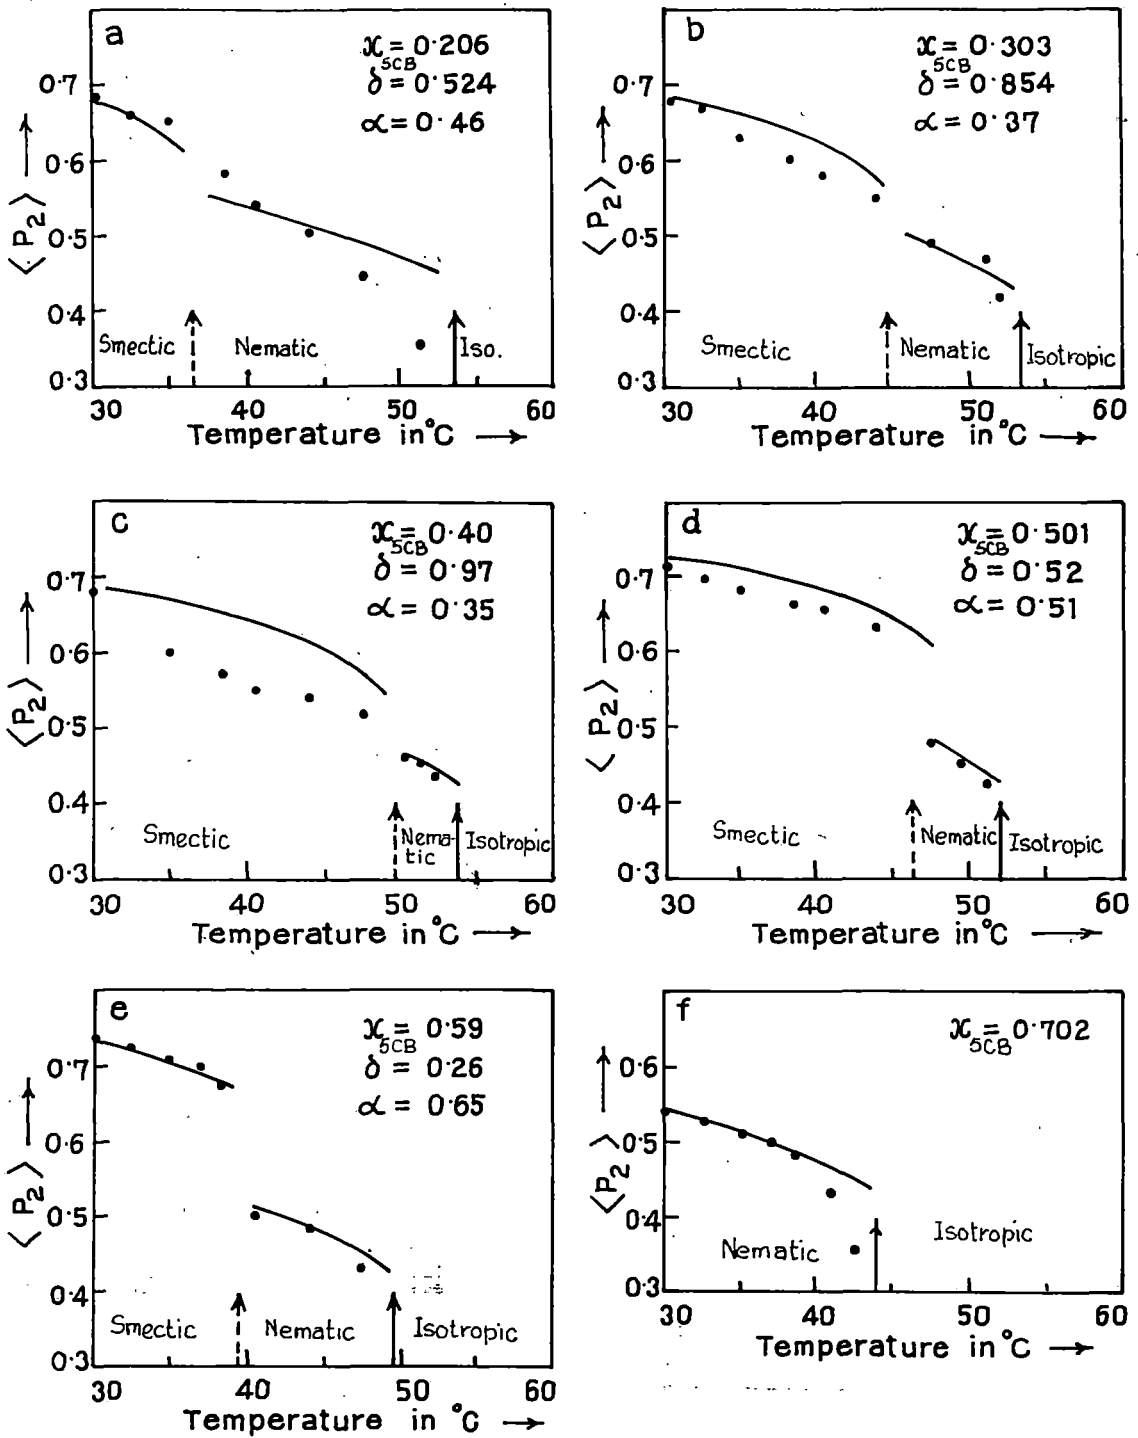 a
x5CB = 0.206
δ = 0.524
α = 0.46
0.7
0.6
0.5
0.4
0.3
⟨P2⟩ →
Smectic
Nematic
Iso.
30 40 50 60
Temperature in °C →
b
x5CB = 0.303
δ = 0.854
α = 0.37
0.7
0.6
0.5
0.4
0.3
⟨P2⟩ →
Smectic
Nematic
Isotropic
30 40 50 60
Temperature in °C →
c
x5CB = 0.40
δ = 0.97
α = 0.35
0.7
0.6
0.5
0.4
0.3
⟨P2⟩ →
Smectic
Nema-
tic
Isotropic
30 40 50 60
Temperature in °C →
d
x5CB = 0.501
δ = 0.52
α = 0.51
0.7
0.6
0.5
0.4
0.3
⟨P2⟩ →
Smectic
Nematic
Isotropic
30 40 50 60
Temperature in °C →
e
x5CB = 0.59
δ = 0.26
α = 0.65
0.7
0.6
0.5
0.4
0.3
⟨P2⟩ →
Smectic
Nematic
Isotropic
30 40 50 60
Temperature in °C →
f
x5CB = 0.702
0.6
0.5
0.4
0.3
⟨P2⟩ →
Nematic
Isotropic
30 40 50 60
Temperature in °C →